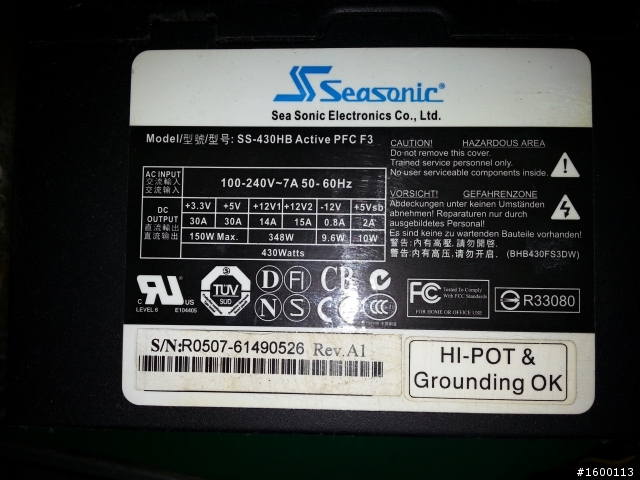 SeaSonic®
Sea Sonic Electronics Co., Ltd.
Model/型號/型号: SS-430HB Active PFC F3
AC INPUT
交流輸入
交流输入
100-240V~7A 50- 60Hz
DC
OUTPUT
直流輸出
直流输出
+3.3V +5V +12V1 +12V2 -12V +5Vsb
30A 30A 14A 15A 0.8A 2A
150W Max. 348W 9.6W 10W
430Watts
CAUTION! HAZARDOUS AREA
Do not remove this cover.
Trained service personnel only.
No user serviceable components inside.
VORSICHT! GEFAHRENZONE
Abdeckungen unter keinen Umständen
abnehmen! Reparaturen nur durch
ausgebildetes Personal!
Es sind keine zu wartenden Bauteile vorhanden!
警告:內有高壓,請勿開啓.
警告:内有高压,请勿开启. (BHB430FS3DW)
C US
LEVEL 6 E104405
TÜV
SÜD
D FI CB
N S CCC
FC Tested To Comply
With FCC Standards
FOR HOME OR OFFICE USE
R33080
S/N:R0507-61490526 Rev.A1
HI-POT &
Grounding OK
#1600113